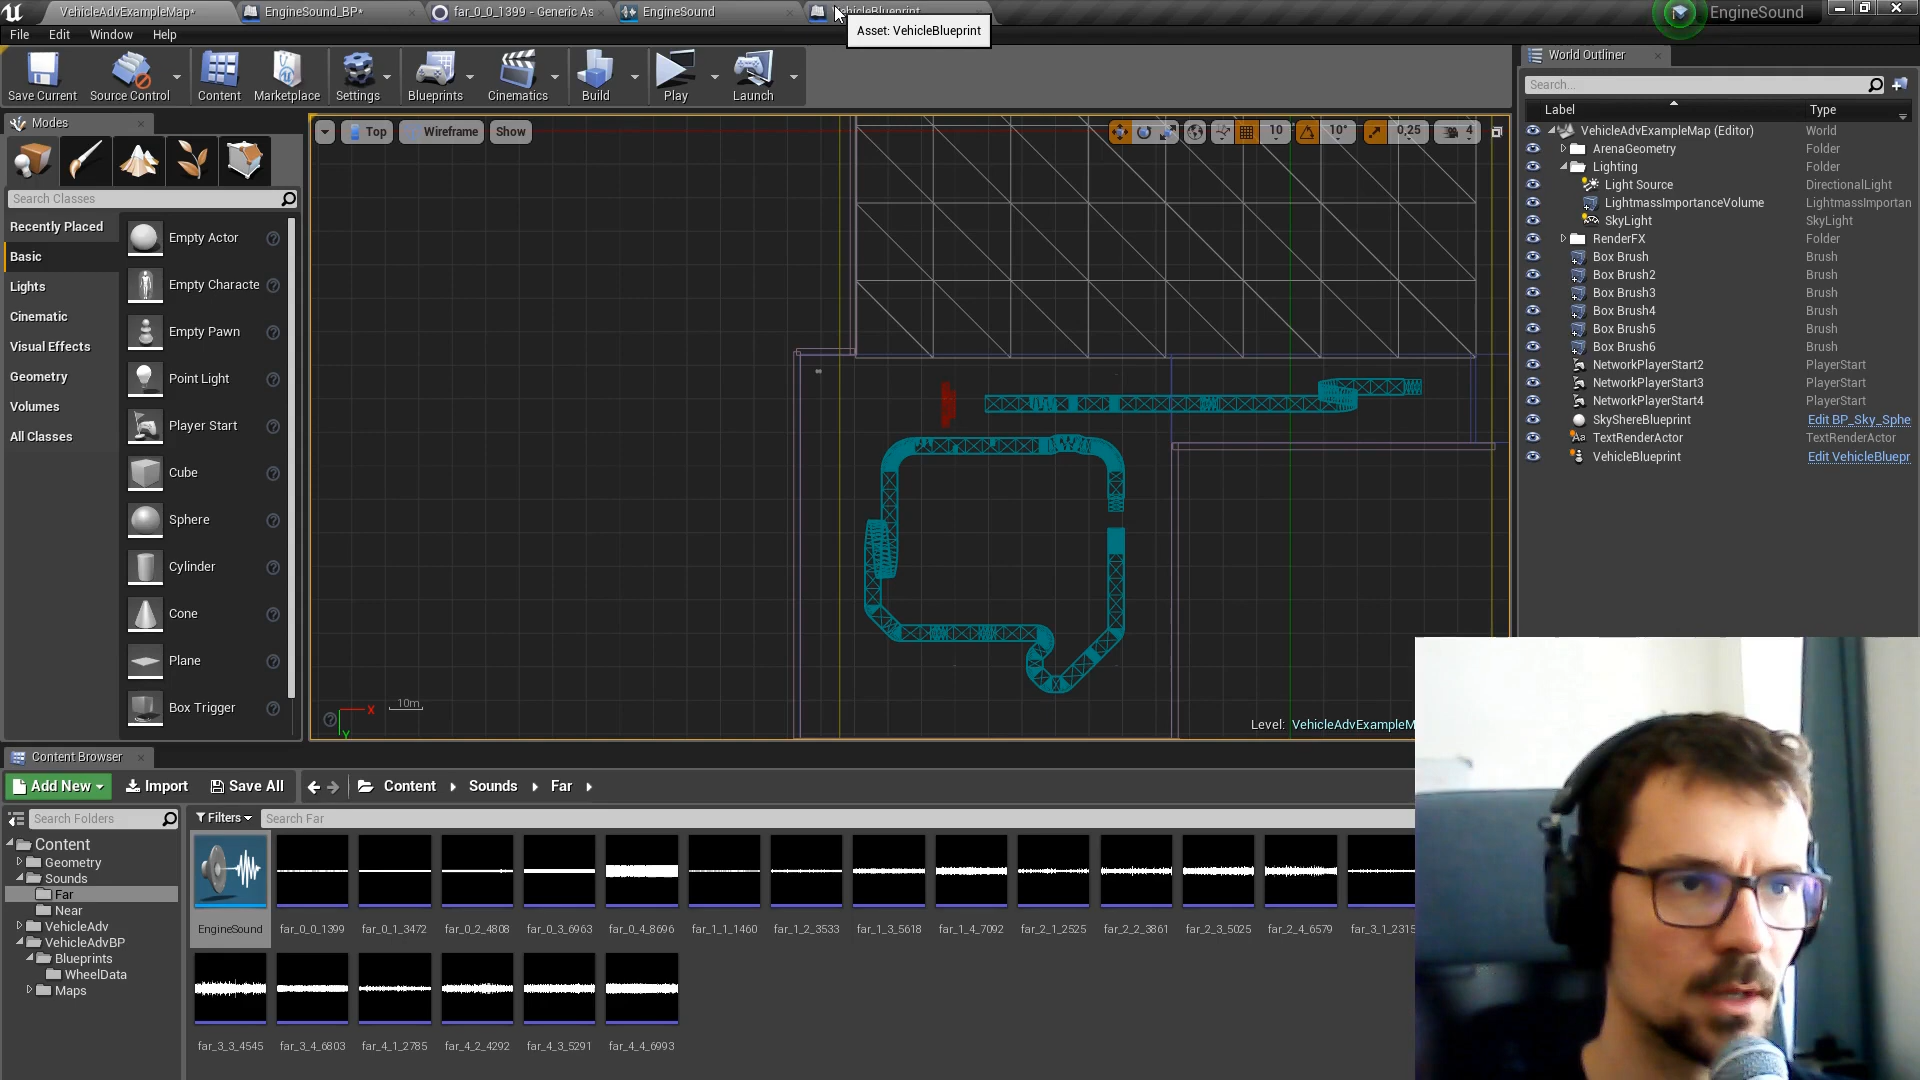 VehicleAdvExampleMap*
EngineSound_BP*
far_0_0_1399 - Generic As
EngineSound
VehicleBlueprint
EngineSound
Asset: VehicleBlueprint
File
Edit
Window
Help
Save Current
Source Control
Content
Marketplace
Settings
Blueprints
Cinematics
Build
Play
Launch
World Outliner
Search...
Label
Type
VehicleAdvExampleMap (Editor)
World
ArenaGeometry
Folder
Lighting
Folder
Light Source
DirectionalLight
LightmassImportanceVolume
LightmassImportan
SkyLight
SkyLight
RenderFX
Folder
Box Brush
Brush
Box Brush2
Brush
Box Brush3
Brush
Box Brush4
Brush
Box Brush5
Brush
Box Brush6
Brush
NetworkPlayerStart2
PlayerStart
NetworkPlayerStart3
PlayerStart
NetworkPlayerStart4
PlayerStart
SkyShereBlueprint
Edit BP_Sky_Sphe
TextRenderActor
TextRenderActor
VehicleBlueprint
Edit VehicleBluepr
Modes
Search Classes
Recently Placed
Basic
Lights
Cinematic
Visual Effects
Geometry
Volumes
All Classes
Empty Actor
Empty Characte
Empty Pawn
Point Light
Player Start
Cube
Sphere
Cylinder
Cone
Plane
Box Trigger
Top
Wireframe
Show
10
10°
0,25
4
10m
X
Y
Level: VehicleAdvExampleM
Content Browser
Add New
Import
Save All
Content
Sounds
Far
Search Folders
Filters
Search Far
Content
Geometry
Sounds
Far
Near
VehicleAdv
VehicleAdvBP
Blueprints
WheelData
Maps
EngineSound
far_0_0_1399
far_0_1_3472
far_0_2_4808
far_0_3_6963
far_0_4_8696
far_1_1_1460
far_1_2_3533
far_1_3_5618
far_1_4_7092
far_2_1_2525
far_2_2_3861
far_2_3_5025
far_2_4_6579
far_3_1_2315
far_3_3_4545
far_3_4_6803
far_4_1_2785
far_4_2_4292
far_4_3_5291
far_4_4_6993